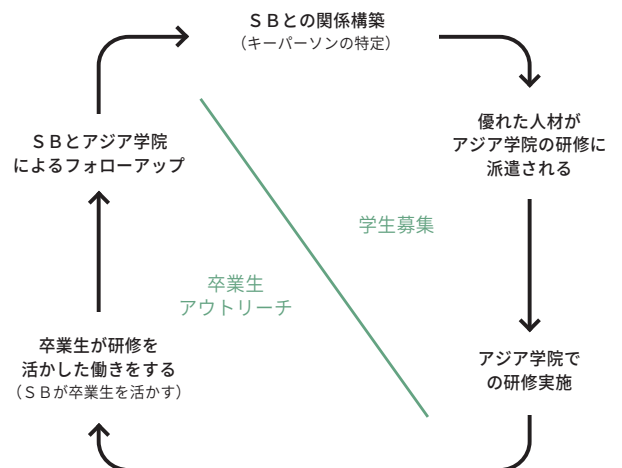 ＳＢとの関係構築
（キーパーソンの特定）
優れた人材が
アジア学院の研修に
派遣される
ＳＢとアジア学院
によるフォローアップ
学生募集
卒業生
アウトリーチ
卒業生が研修を
活かした働きをする
（ＳＢが卒業生を活かす）
アジア学院で
の研修実施